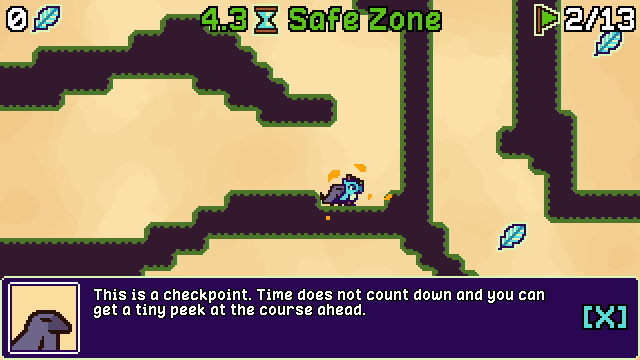 0
4.3 Safe Zone
2/13
This is a checkpoint. Time does not count down and you can
get a tiny peek at the course ahead.
[X]